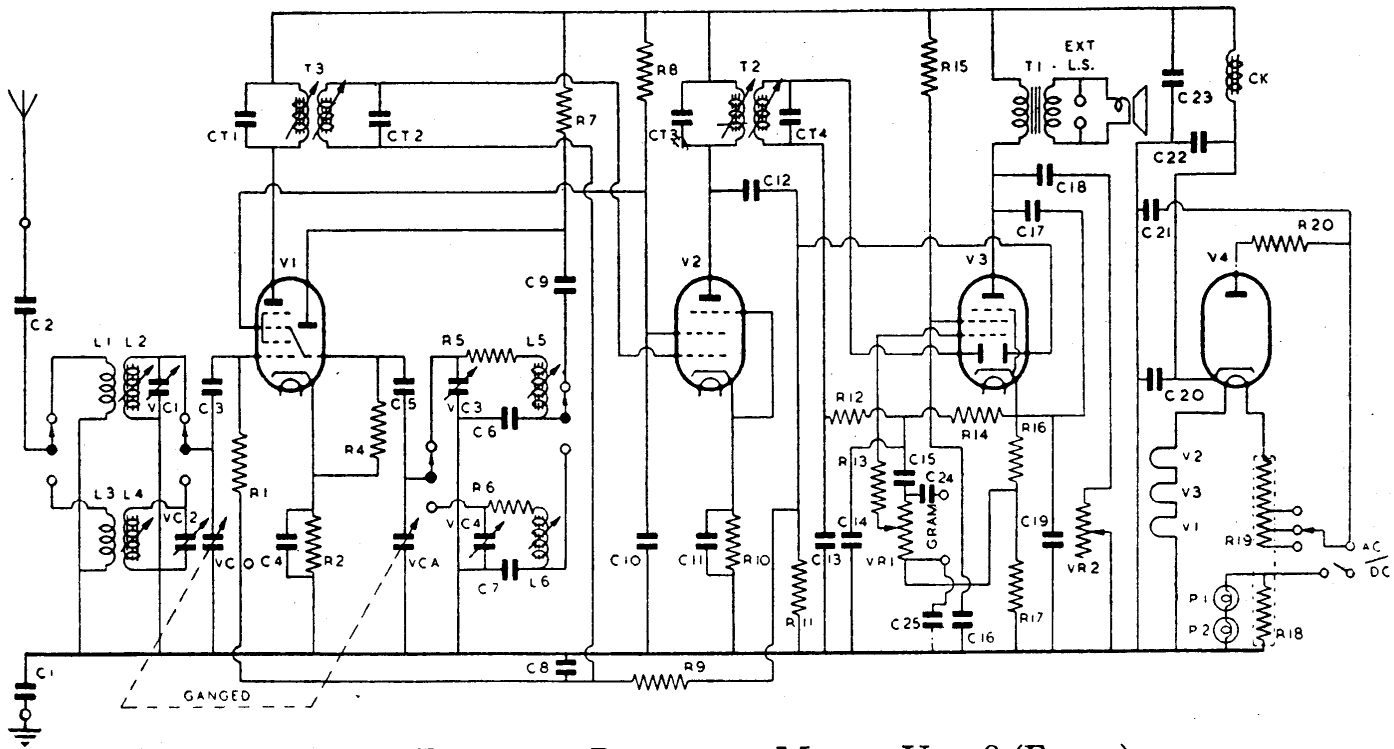 EXT
T1 - L.S.
T3
T2
R8
R15
CK
C23
CT1
CT2
R7
CT3
CT4
C22
C12
C18
C17
C21
R20
V1
V2
V3
V4
C9
C2
L1 L2
R5
L5
VC1
C3
C5
VC3
C6
C20
R12
R14
R16
R4
R13
C15
C24
V2
L3 L4
R1
R6
V3
VC2
VC4
GRAM
V1
R19
C4
R2
VCA
C7
L6
C10
C11
R10
C13
C14
VR1
C19
VR2
AC/
DC
R11
C25
C16
R17
P1
P2
R18
C1
C8
R9
GANGED